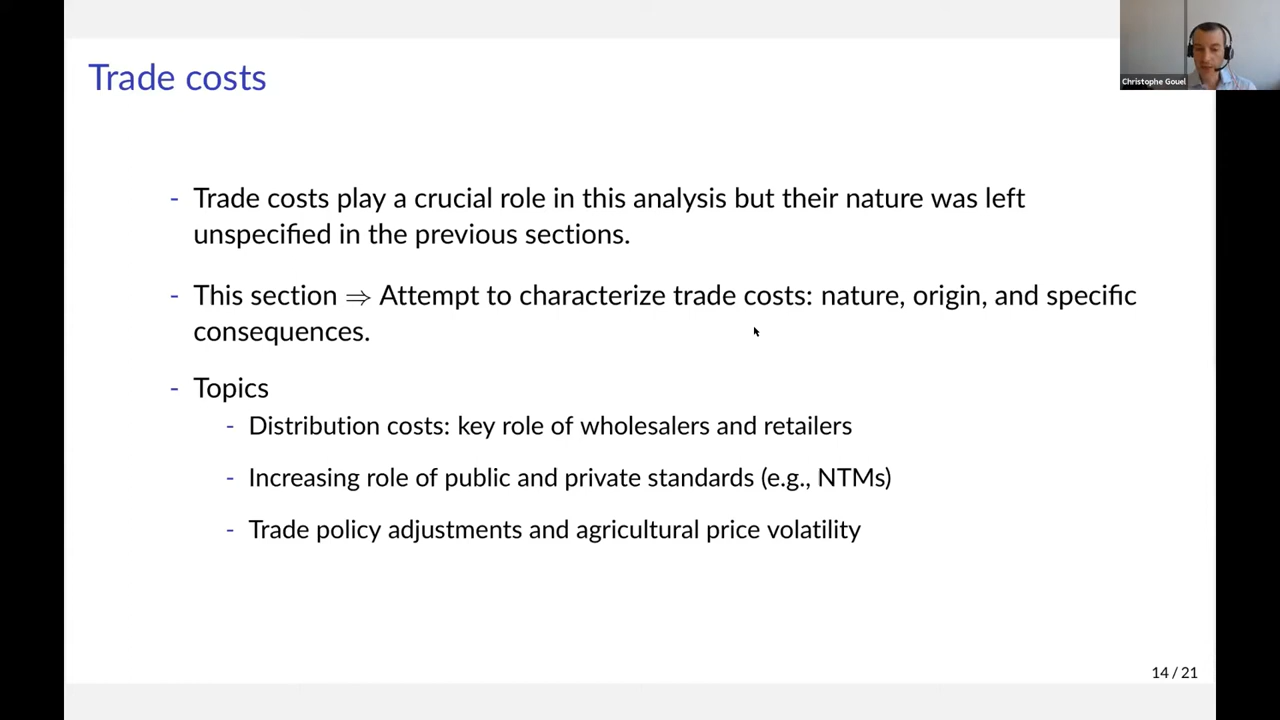 Trade costs
Christophe Gouel
- Trade costs play a crucial role in this analysis but their nature was left
unspecified in the previous sections.
- This section ⇒ Attempt to characterize trade costs: nature, origin, and specific
consequences.
- Topics
- Distribution costs: key role of wholesalers and retailers
- Increasing role of public and private standards (e.g., NTMs)
- Trade policy adjustments and agricultural price volatility
14 / 21